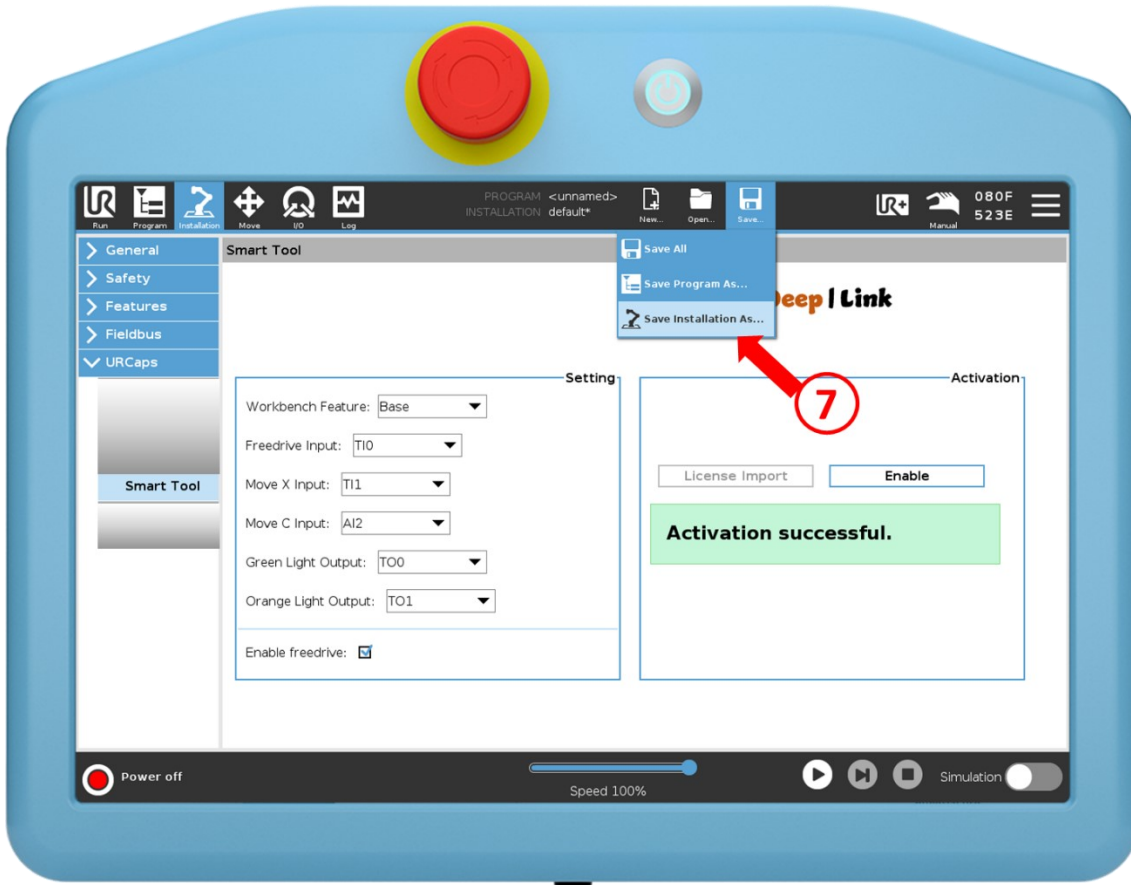 PROGRAM <unnamed>
INSTALLATION default*
Run Program Installation Move I/O Log New... Open... Save... UR+ Manual 080F 523E
General
Smart Tool
Safety
Features
Fieldbus
URCaps
Smart Tool
Save All
Save Program As...
Save Installation As...
Deep | Link
7
Setting
Workbench Feature: Base
Freedrive Input: TI0
Move X Input: TI1
Move C Input: AI2
Green Light Output: TO0
Orange Light Output: TO1
Enable freedrive:
Activation
License Import Enable
Activation successful.
Power off
Speed 100%
Simulation